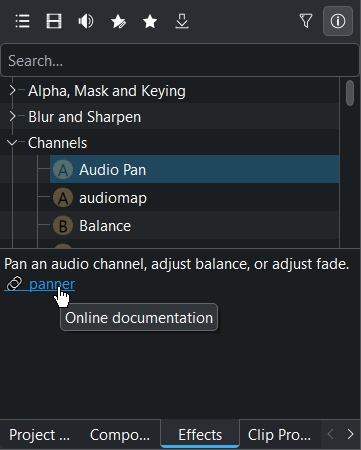 Search...
Alpha, Mask and Keying
Blur and Sharpen
Channels
A Audio Pan
A audiomap
B Balance
Pan an audio channel, adjust balance, or adjust fade.
panner
Online documentation
Project ... Compo... Effects Clip Pro...